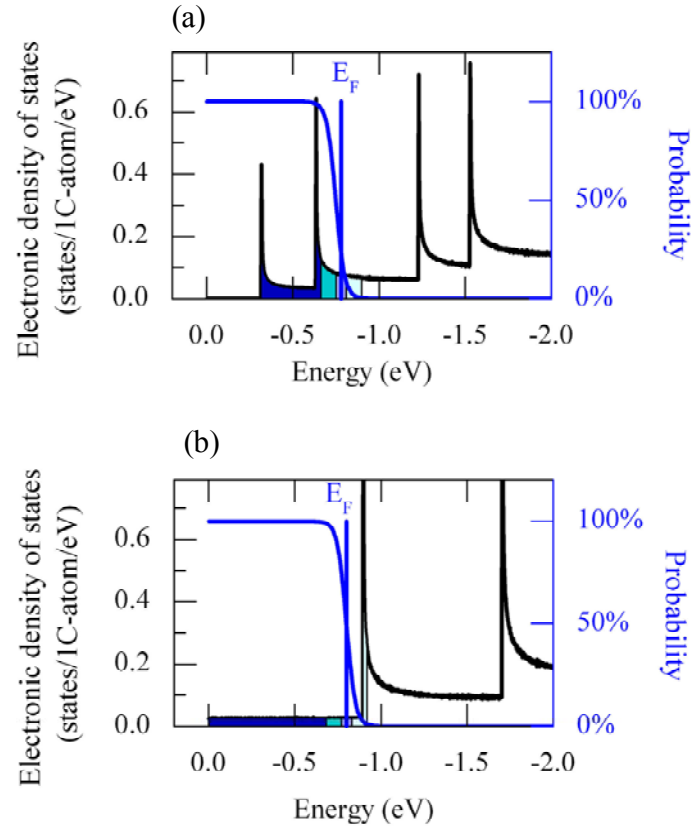 (a)
Electronic density of states
(states/1C-atom/eV)
0.6
0.4
0.2
0.0
E_F
100%
50%
0%
Probability
0.0 -0.5 -1.0 -1.5 -2.0
Energy (eV)
(b)
Electronic density of states
(states/1C-atom/eV)
0.6
0.4
0.2
0.0
E_F
100%
50%
0%
Probability
0.0 -0.5 -1.0 -1.5 -2.0
Energy (eV)